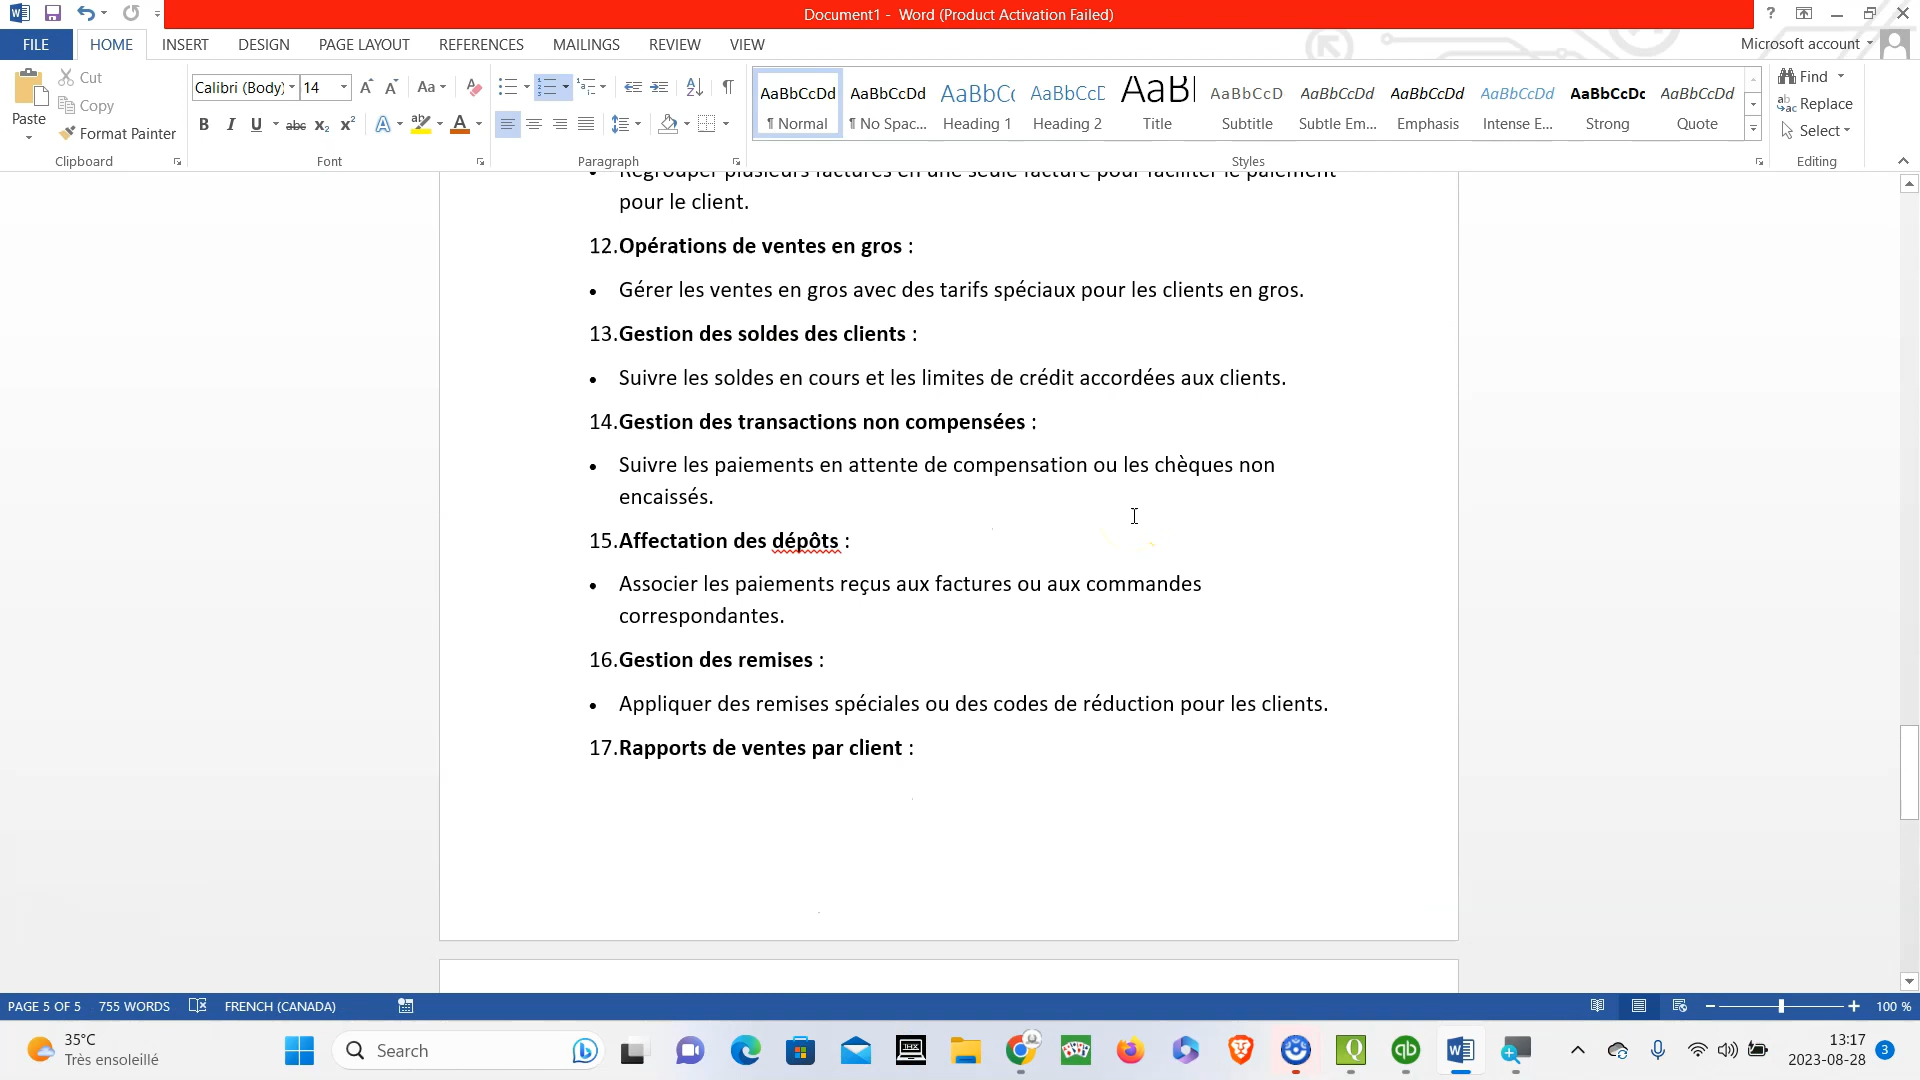 Document1 - Word (Product Activation Failed)
?
FILE HOME INSERT DESIGN PAGE LAYOUT REFERENCES MAILINGS REVIEW VIEW
Microsoft account
Paste
Cut
Copy
Format Painter
Clipboard
Calibri (Body) 14
Font
Paragraph
AaBbCcDd
¶ Normal
AaBbCcDd
¶ No Spac...
AaBbCc
Heading 1
AaBbCcC
Heading 2
AaBl
Title
AaBbCcD
Subtitle
AaBbCcDd
Subtle Em...
AaBbCcDd
Emphasis
AaBbCcDd
Intense E...
AaBbCcDc
Strong
AaBbCcDd
Quote
Styles
Find
Replace
Select
Editing
• Regrouper plusieurs factures en une seule facture pour faciliter le paiement
pour le client.
12.Opérations de ventes en gros :
• Gérer les ventes en gros avec des tarifs spéciaux pour les clients en gros.
13.Gestion des soldes des clients :
• Suivre les soldes en cours et les limites de crédit accordées aux clients.
14.Gestion des transactions non compensées :
• Suivre les paiements en attente de compensation ou les chèques non
encaissés.
15.Affectation des dépôts :
• Associer les paiements reçus aux factures ou aux commandes
correspondantes.
16.Gestion des remises :
• Appliquer des remises spéciales ou des codes de réduction pour les clients.
17.Rapports de ventes par client :
PAGE 5 OF 5 755 WORDS FRENCH (CANADA)
100 %
35°C
Très ensoleillé
Search
13:17
2023-08-28
3